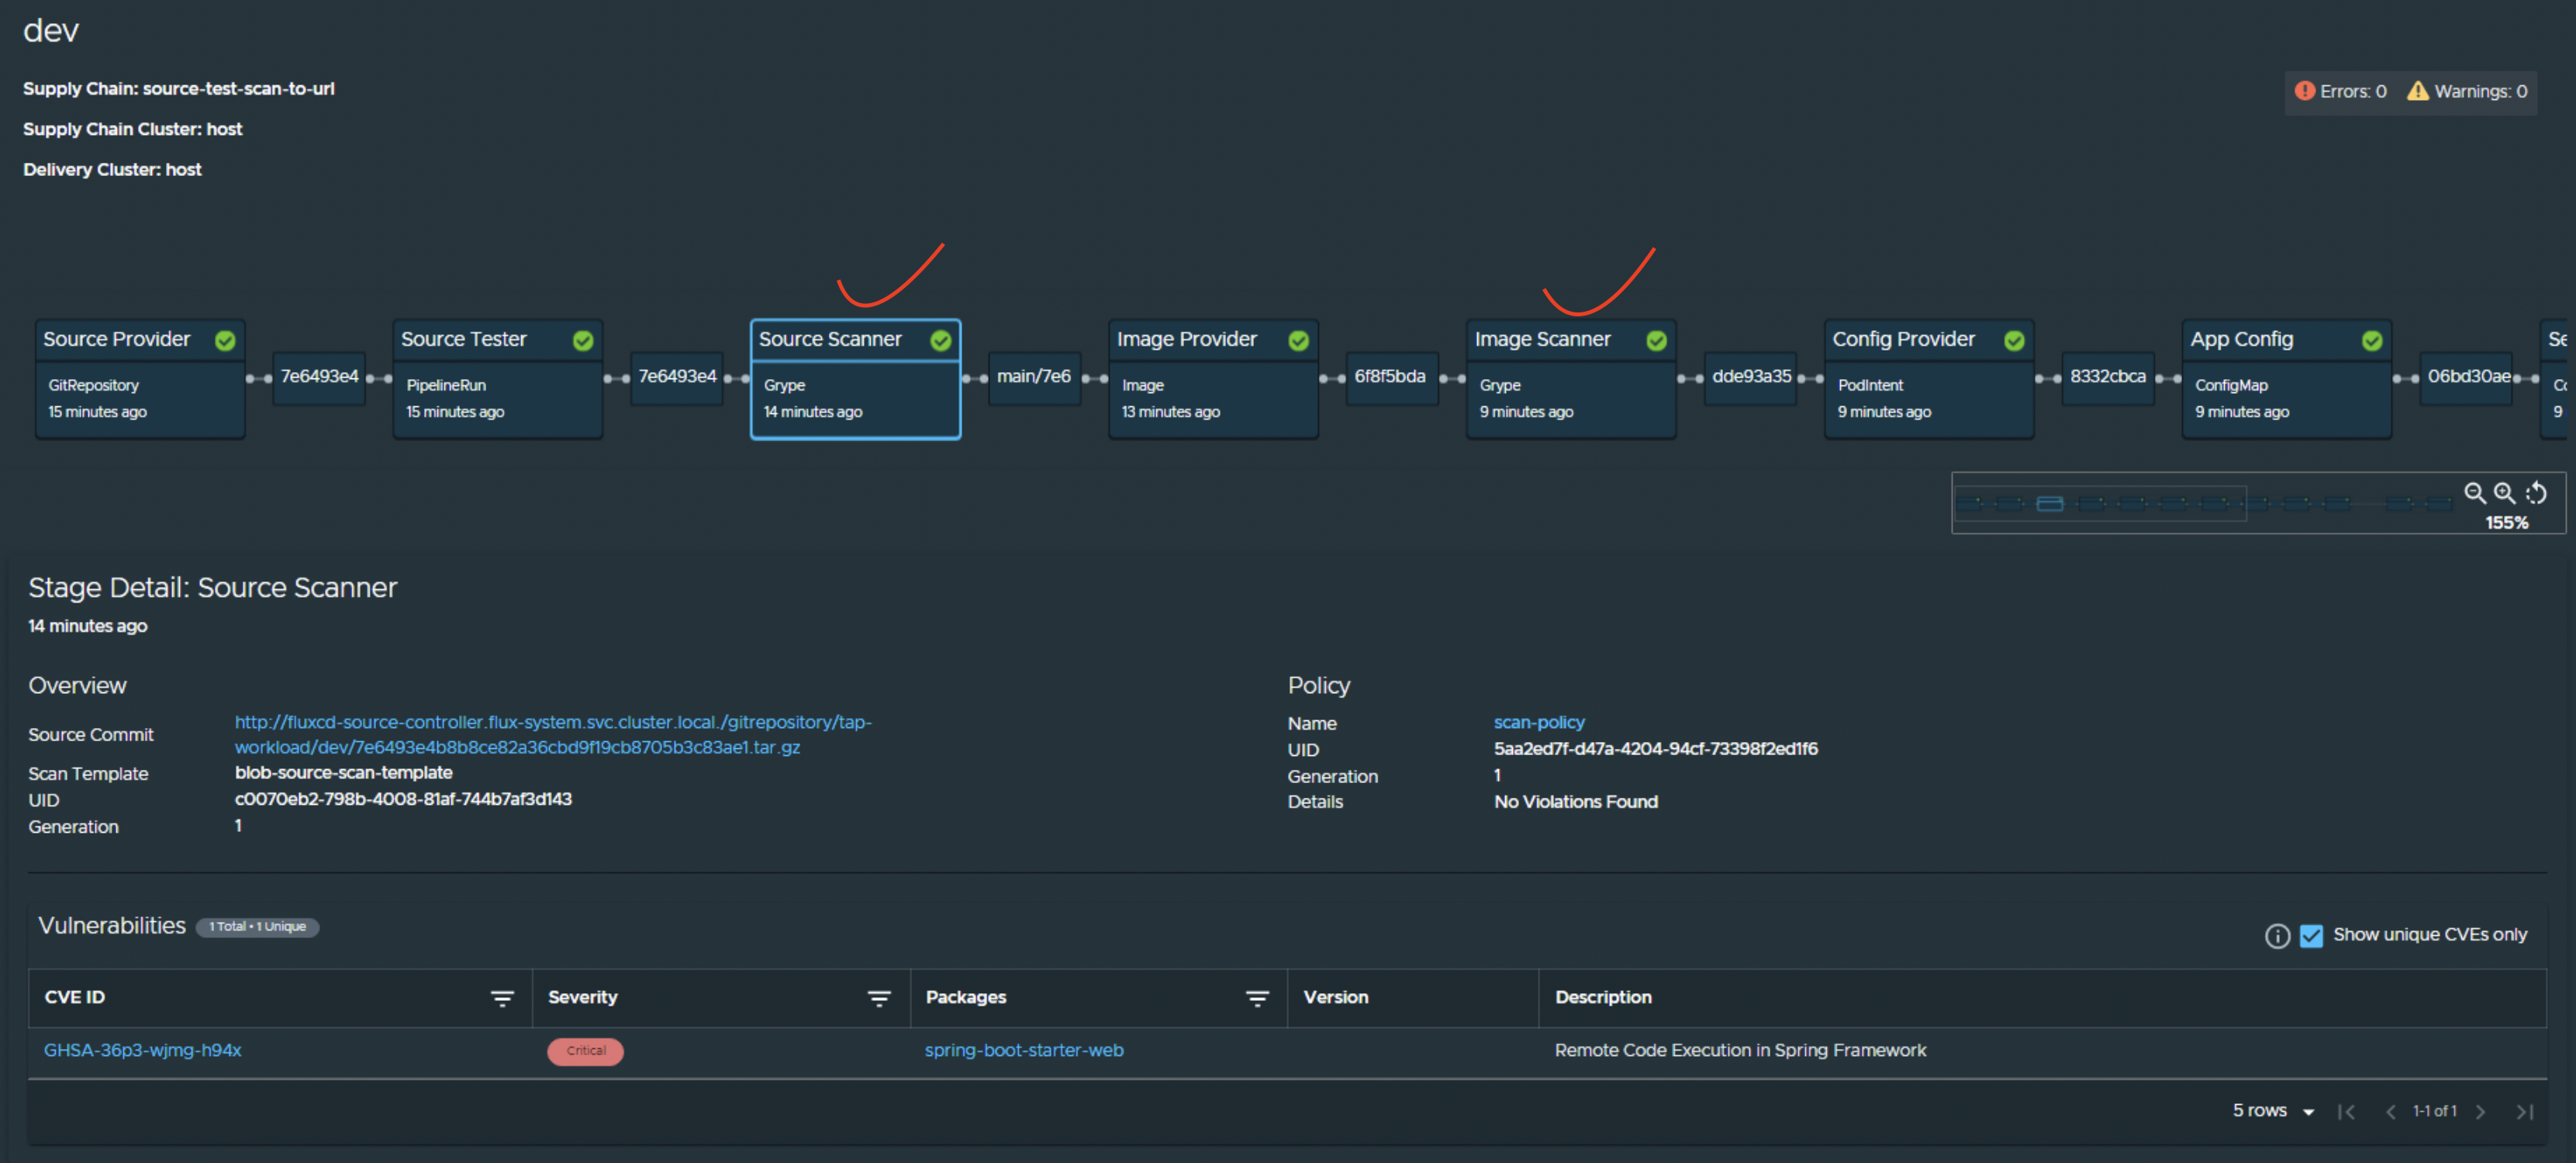 dev
Supply Chain: source-test-scan-to-url
Supply Chain Cluster: host
Delivery Cluster: host
Errors: 0 Warnings: 0
Source Provider
GitRepository
15 minutes ago
7e6493e4
Source Tester
PipelineRun
15 minutes ago
7e6493e4
Source Scanner
Grype
14 minutes ago
main/7e6
Image Provider
Image
13 minutes ago
6f8f5bda
Image Scanner
Grype
9 minutes ago
dde93a35
Config Provider
PodIntent
9 minutes ago
8332cbca
App Config
ConfigMap
9 minutes ago
06bd30ae
Se
9
155%
Stage Detail: Source Scanner
14 minutes ago
Overview
Source Commit
http://fluxcd-source-controller.flux-system.svc.cluster.local./gitrepository/tap-
workload/dev/7e6493e4b8b8ce82a36cbd9f19cb8705b3c83ae1.tar.gz
Scan Template blob-source-scan-template
UID c0070eb2-798b-4008-81af-744b7af3d143
Generation 1
Policy
Name scan-policy
UID 5aa2ed7f-d47a-4204-94cf-73398f2ed1f6
Generation 1
Details No Violations Found
Vulnerabilities 1 Total • 1 Unique
Show unique CVEs only
CVE ID Severity Packages Version Description
GHSA-36p3-wjmg-h94x Critical spring-boot-starter-web Remote Code Execution in Spring Framework
5 rows 1-1 of 1